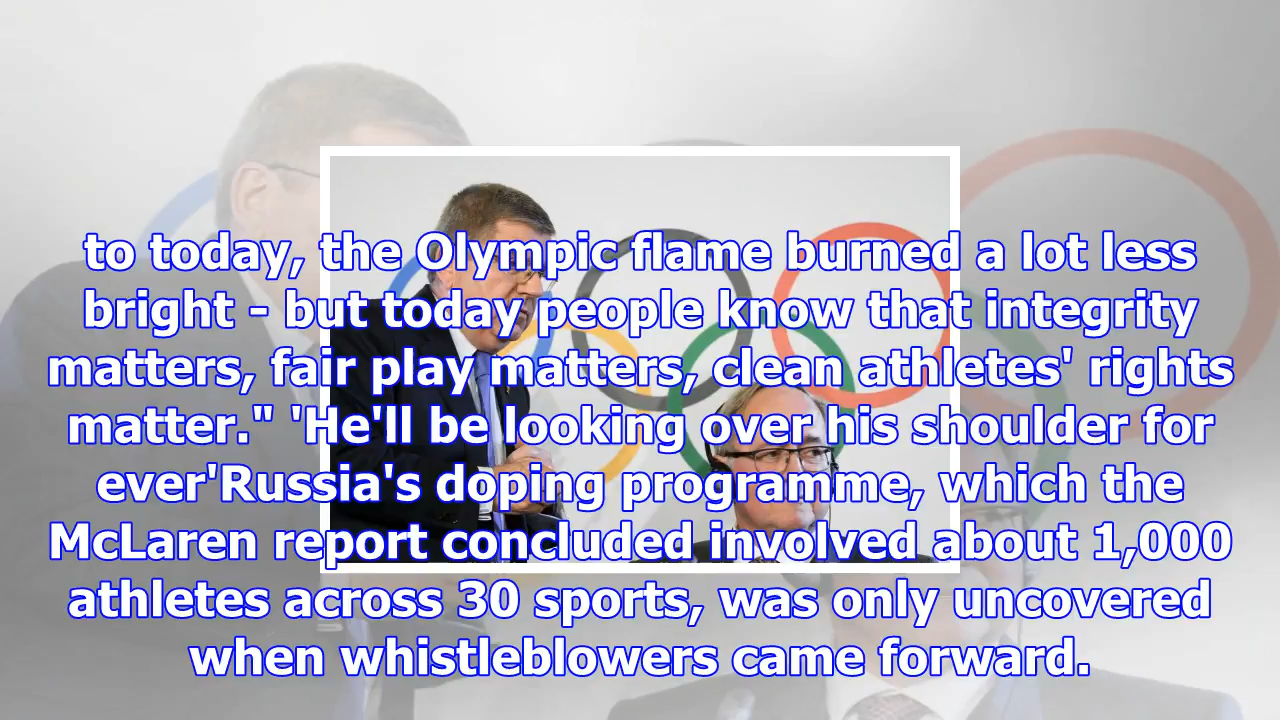 to today, the Olympic flame burned a lot less
bright - but today people know that integrity
matters, fair play matters, clean athletes' rights
matter." 'He'll be looking over his shoulder for
ever'Russia's doping programme, which the
McLaren report concluded involved about 1,000
athletes across 30 sports, was only uncovered
when whistleblowers came forward.